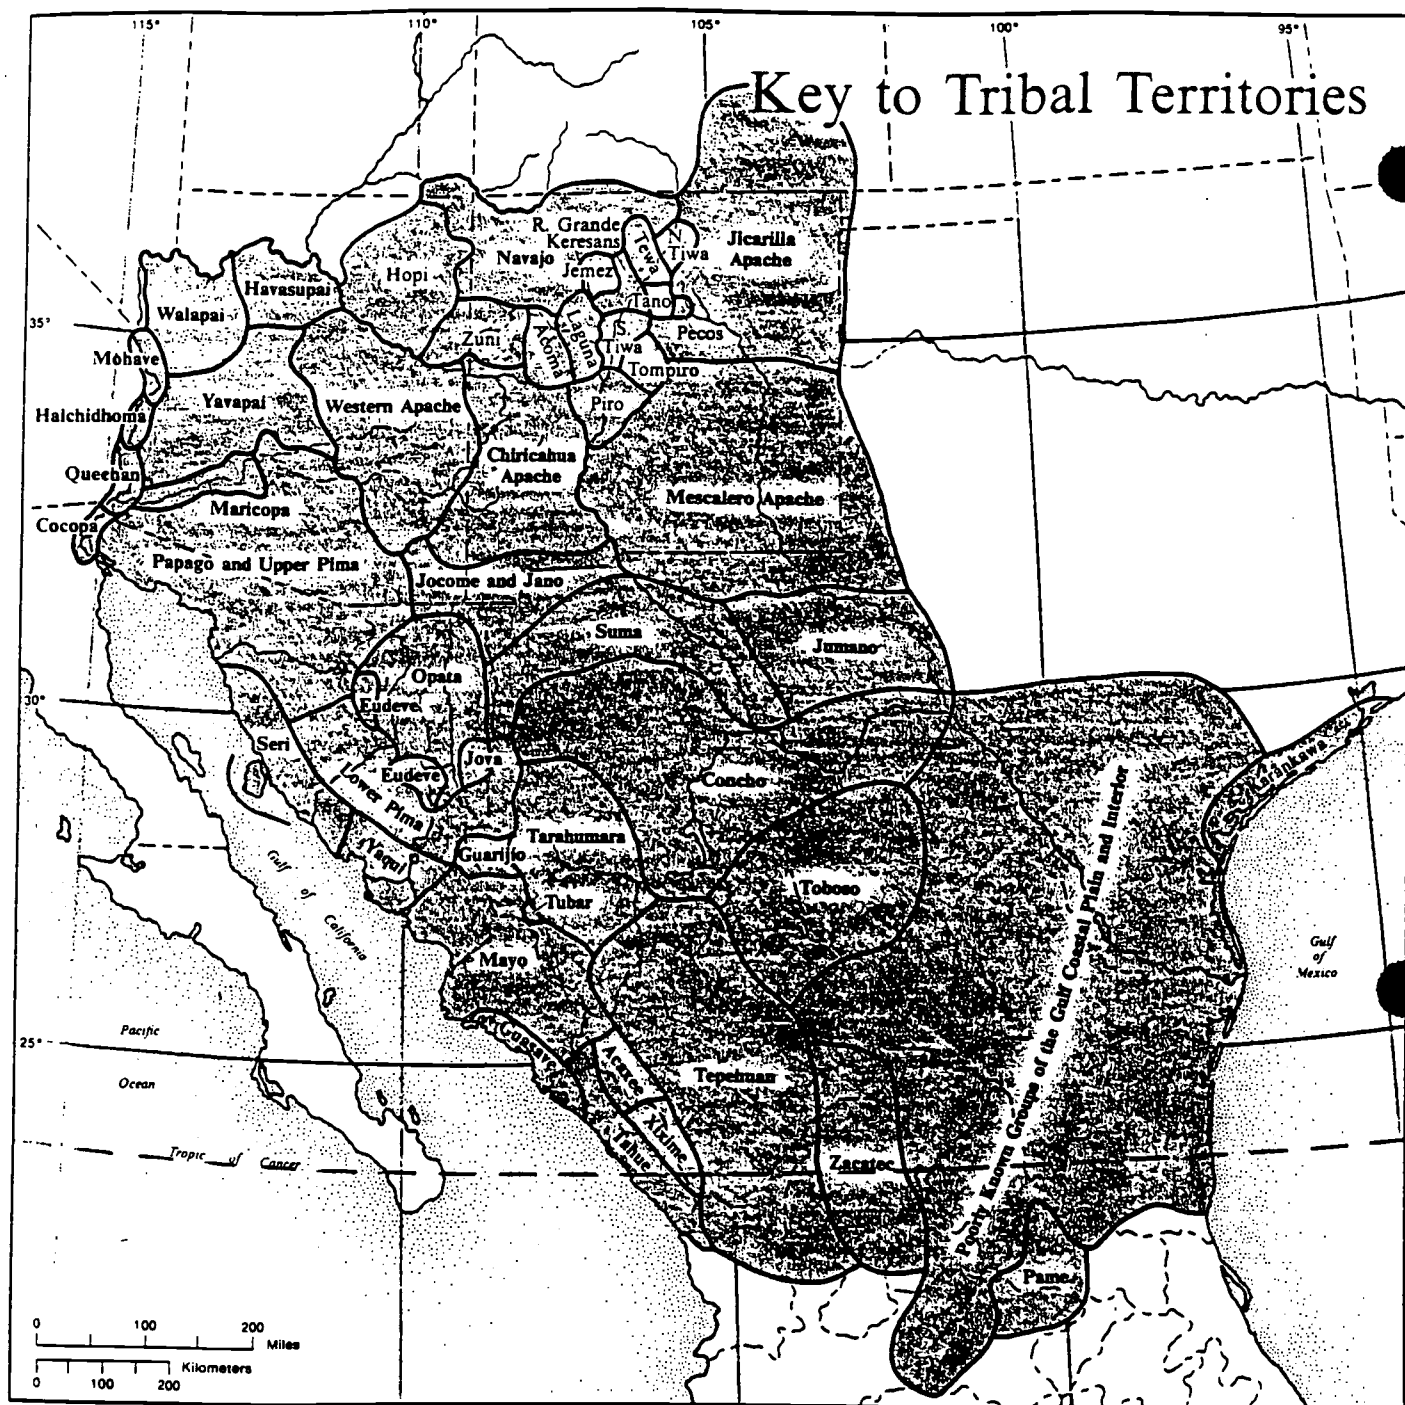 115°
110°
105°
100°
95°
Key to Tribal Territories
R. Grande
Keresans
Tewa
N.
Tiwa
Jicarilla
Apache
Navajo
Jemez
Hopi
Havasupai
Walapai
Tano
35°
Zuni
Acoma
Laguna
S.
Tiwa
Pecos
Mohave
Tompiro
Yavapai
Western Apache
Piro
Halchidhoma
Chiricahua
Apache
Quechan
Mescalero Apache
Maricopa
Cocopa
Papago and Upper Pima
Jocome and Jano
Suma
Jumano
Opata
30°
Eudeve
Seri
Jova
Eudeve
Concho
Karankawa
Lower Pima
Tarahumara
Yaqui
Guarijio
Gulf
of
California
Toboso
Tubar
Poorly Known Groups of the Gulf Coastal Plain and Interior
Mayo
Gulf
of
Mexico
Pacific
Ocean
25°
Guasave
Acaxee
Tepehuan
Xixime
Tahue
Tropic of Cancer
Zacatec
Pame
0 100 200
Miles
Kilometers
0 100 200